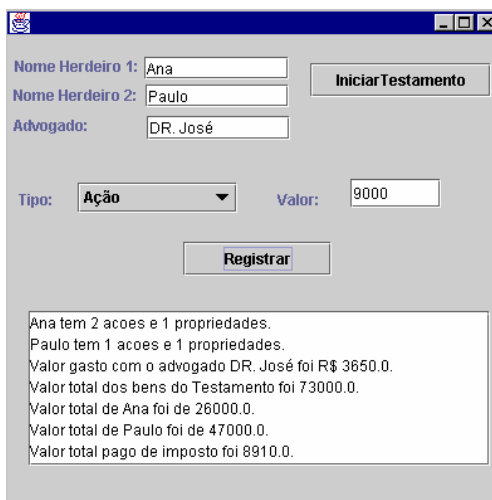 Nome Herdeiro 1: Ana
IniciarTestamento
Nome Herdeiro 2: Paulo
Advogado: DR. José
Tipo: Ação Valor: 9000
Registrar
Ana tem 2 acoes e 1 propriedades.
Paulo tem 1 acoes e 1 propriedades.
Valor gasto com o advogado DR. José foi R$ 3650.0.
Valor total dos bens do Testamento foi 73000.0.
Valor total de Ana foi de 26000.0.
Valor total de Paulo foi de 47000.0.
Valor total pago de imposto foi 8910.0.